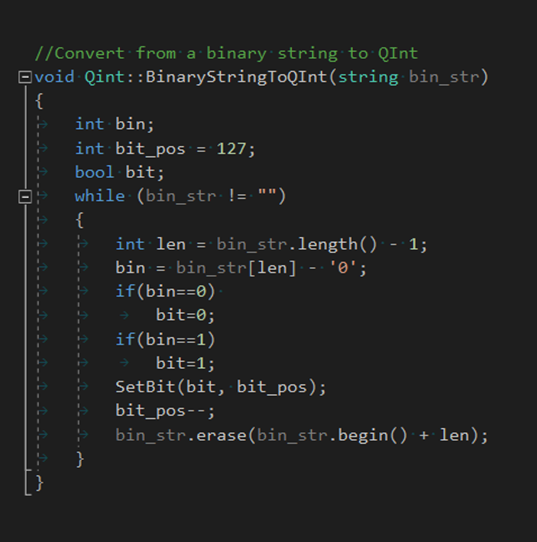 //Convert from a binary string to QInt
void Qint::BinaryStringToQInt(string bin_str)
{
int bin;
int bit_pos = 127;
bool bit;
while (bin_str != "")
{
int len = bin_str.length() - 1;
bin = bin_str[len] - '0';
if(bin==0)
bit=0;
if(bin==1)
bit=1;
SetBit(bit, bit_pos);
bit_pos--;
bin_str.erase(bin_str.begin() + len);
}
}